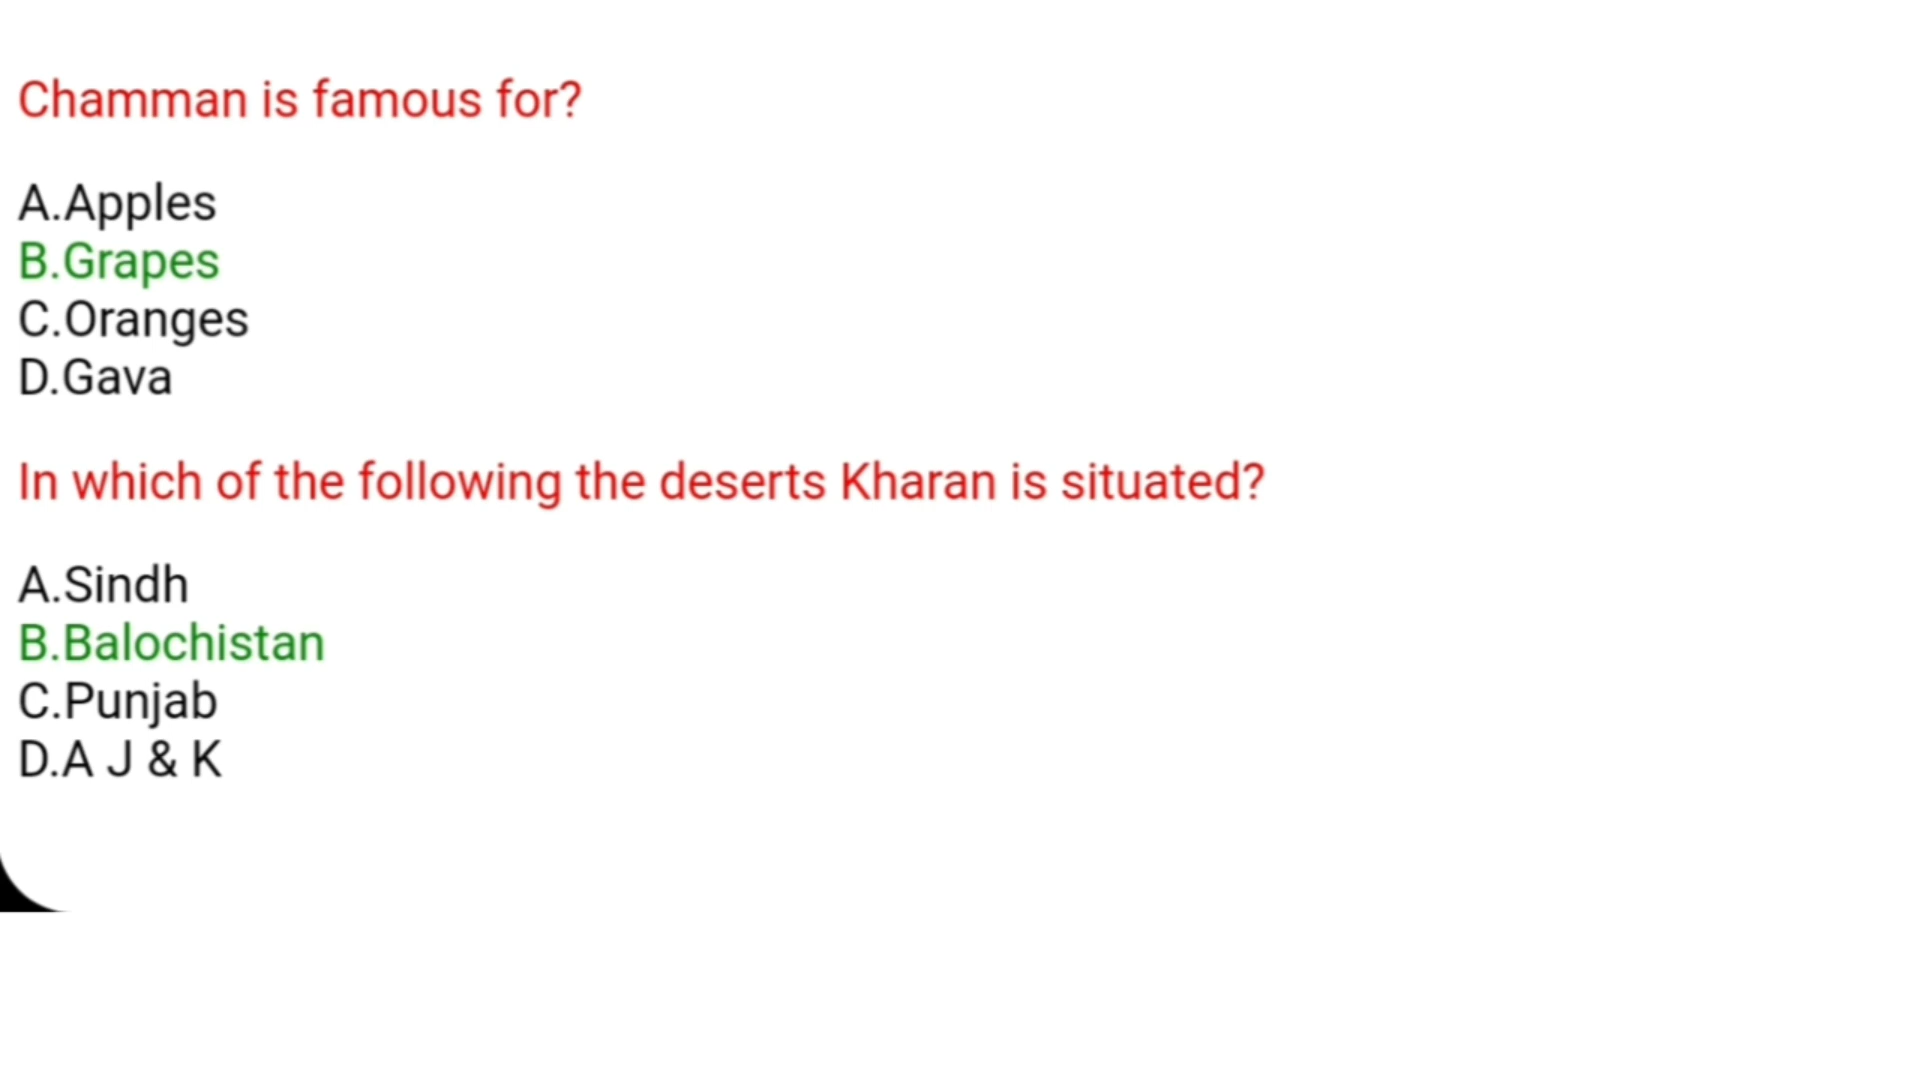 Chamman is famous for?
A.Apples
B.Grapes
C.Oranges
D.Gava
In which of the following the deserts Kharan is situated?
A.Sindh
B.Balochistan
C.Punjab
D.A J & K